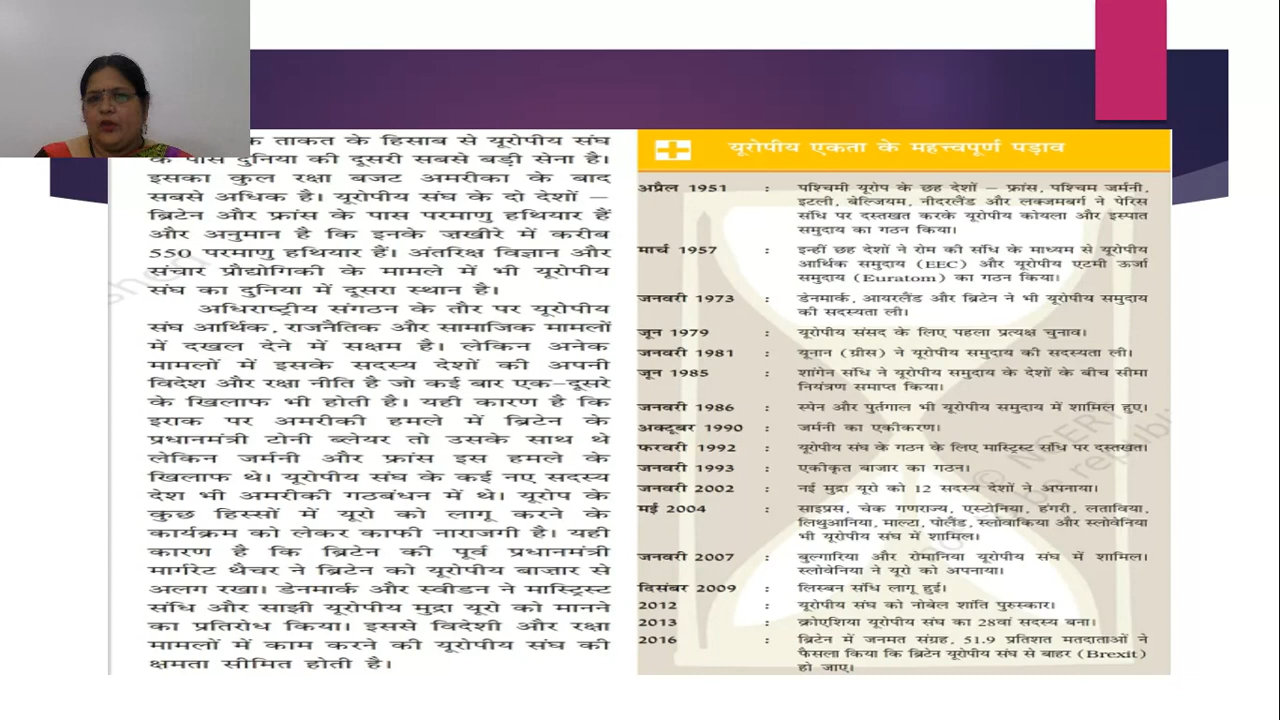 ताकत के हिसाब से यूरोपीय संघ
के पास दुनिया की दूसरी सबसे बड़ी सेना है।
इसका कुल रक्षा बजट अमरीका के बाद
सबसे अधिक है। यूरोपीय संघ के दो देशों –
ब्रिटेन और फ्रांस के पास परमाणु हथियार हैं
और अनुमान है कि इनके ज़खीरे में करीब
550 परमाणु हथियार हैं। अंतरिक्ष विज्ञान और
संचार प्रौद्योगिकी के मामले में भी यूरोपीय
संघ का दुनिया में दूसरा स्थान है।
अधिराष्ट्रीय संगठन के तौर पर यूरोपीय
संघ आर्थिक, राजनैतिक और सामाजिक मामलों
में दखल देने में सक्षम है। लेकिन अनेक
मामलों में इसके सदस्य देशों की अपनी
विदेश और रक्षा नीति है जो कई बार एक-दूसरे
के खिलाफ भी होती है। यही कारण है कि
इराक पर अमरीकी हमले में ब्रिटेन के
प्रधानमंत्री टोनी ब्लेयर तो उसके साथ थे
लेकिन जर्मनी और फ्रांस इस हमले के
खिलाफ थे। यूरोपीय संघ के कई नए सदस्य
देश भी अमरीकी गठबंधन में थे। यूरोप के
कुछ हिस्सों में यूरो को लागू करने के
कार्यक्रम को लेकर काफी नाराजगी है। यही
कारण है कि ब्रिटेन की पूर्व प्रधानमंत्री
मार्गरेट थैचर ने ब्रिटेन को यूरोपीय बाज़ार से
अलग रखा। डेनमार्क और स्वीडन ने मास्ट्रिस्ट
संधि और साझी यूरोपीय मुद्रा यूरो को मानने
का प्रतिरोध किया। इससे विदेशी और रक्षा
मामलों में काम करने की यूरोपीय संघ की
क्षमता सीमित होती है।
यूरोपीय एकता के महत्त्वपूर्ण पड़ाव
अप्रैल 1951 : पश्चिमी यूरोप के छह देशों – फ्रांस, पश्चिम जर्मनी,
इटली, बेल्जियम, नीदरलैंड और लक्जमबर्ग ने पेरिस
संधि पर दस्तखत करके यूरोपीय कोयला और इस्पात
समुदाय का गठन किया।
मार्च 1957 : इन्हीं छह देशों ने रोम की संधि के माध्यम से यूरोपीय
आर्थिक समुदाय (EEC) और यूरोपीय एटमी ऊर्जा
समुदाय (Euratom) का गठन किया।
जनवरी 1973 : डेनमार्क, आयरलैंड और ब्रिटेन ने भी यूरोपीय समुदाय
की सदस्यता ली।
जून 1979 : यूरोपीय संसद के लिए पहला प्रत्यक्ष चुनाव।
जनवरी 1981 : यूनान (ग्रीस) ने यूरोपीय समुदाय की सदस्यता ली।
जून 1985 : शांगेन संधि ने यूरोपीय समुदाय के देशों के बीच सीमा
नियंत्रण समाप्त किया।
जनवरी 1986 : स्पेन और पुर्तगाल भी यूरोपीय समुदाय में शामिल हुए।
अक्टूबर 1990 : जर्मनी का एकीकरण।
फरवरी 1992 : यूरोपीय संघ के गठन के लिए मास्ट्रिस्ट संधि पर दस्तखत।
जनवरी 1993 : एकीकृत बाजार का गठन।
जनवरी 2002 : नई मुद्रा यूरो को 12 सदस्य देशों ने अपनाया।
मई 2004 : साइप्रस, चेक गणराज्य, एस्टोनिया, हंगरी, लताविया,
लिथुआनिया, माल्टा, पोलैंड, स्लोवाकिया और स्लोवेनिया
भी यूरोपीय संघ में शामिल।
जनवरी 2007 : बुल्गारिया और रोमानिया यूरोपीय संघ में शामिल।
स्लोवेनिया ने यूरो को अपनाया।
दिसंबर 2009 : लिस्बन संधि लागू हुई।
2012 : यूरोपीय संघ को नोबेल शांति पुरुस्कार।
2013 : क्रोएशिया यूरोपीय संघ का 28वां सदस्य बना।
2016 : ब्रिटेन में जनमत संग्रह, 51.9 प्रतिशत मतदाताओं ने
फैसला किया कि ब्रिटेन यूरोपीय संघ से बाहर (Brexit)
हो जाए।